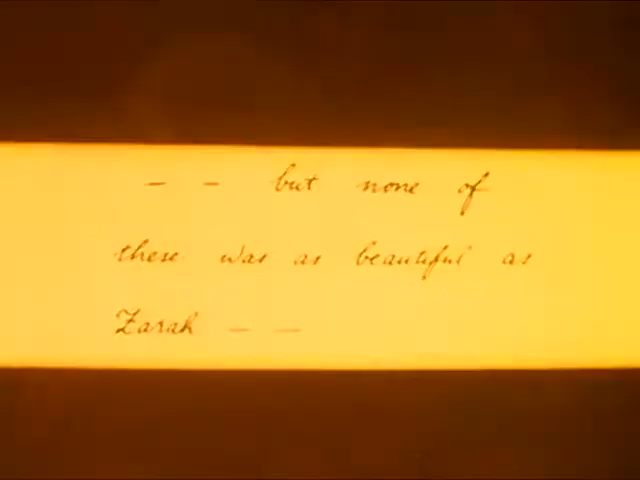 — — but none of
these was as beautiful as
Zarah — —